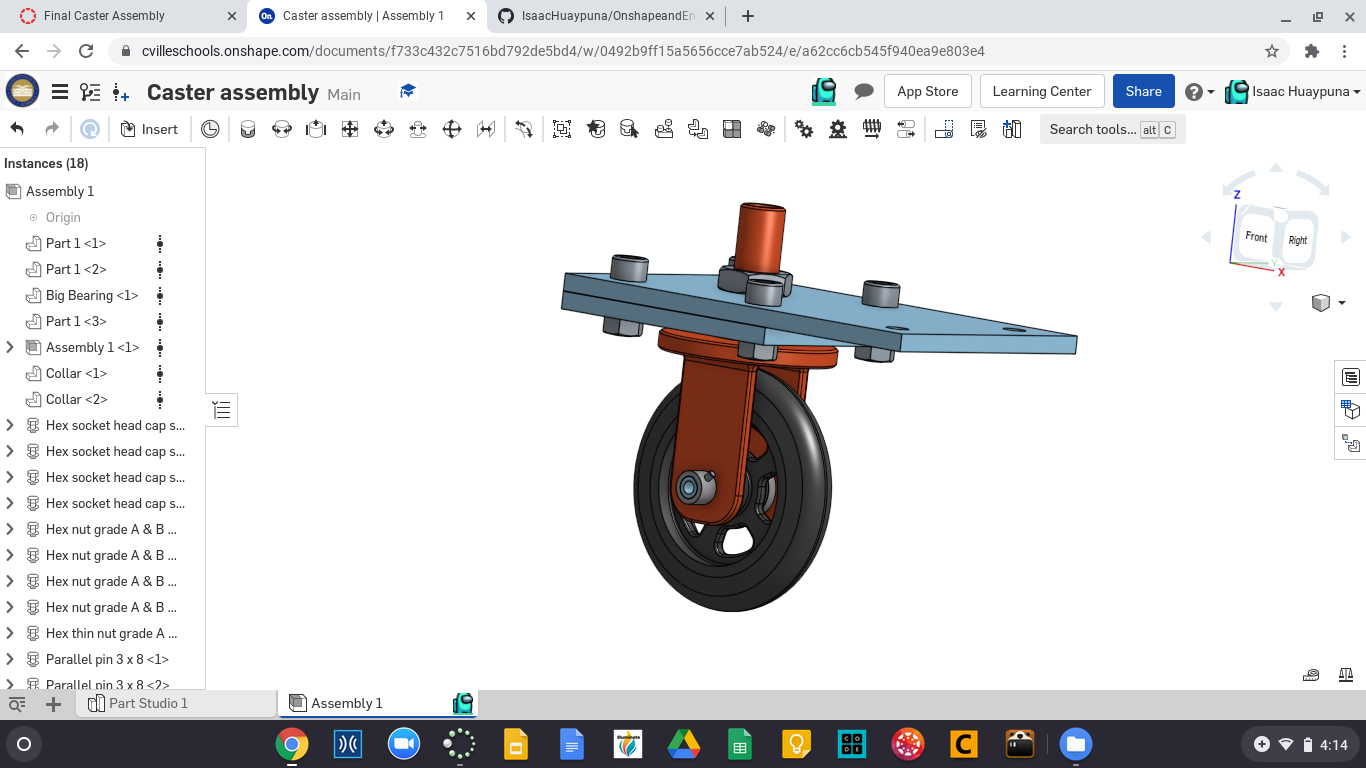 Final Caster Assembly
On Caster assembly | Assembly 1
IsaacHuaypuna/OnshapeandEn
cvilleschools.onshape.com/documents/f733c432c7516bd792de5bd4/w/0492b9ff15a5656cce7ab524/e/a62cc6cb545f940ea9e803e4
Caster assembly Main
App Store
Learning Center
Share
Isaac Huaypuna
Insert
Search tools... alt C
Instances (18)
Assembly 1
Origin
Part 1 <1>
Part 1 <2>
Big Bearing <1>
Part 1 <3>
Assembly 1 <1>
Collar <1>
Collar <2>
Hex socket head cap s...
Hex socket head cap s...
Hex socket head cap s...
Hex socket head cap s...
Hex nut grade A & B ...
Hex nut grade A & B ...
Hex nut grade A & B ...
Hex nut grade A & B ...
Hex thin nut grade A ...
Parallel pin 3 x 8 <1>
Parallel pin 3 x 8 <2>
Z
Front
Right
Y
X
Part Studio 1
Assembly 1
Illuminate
CODE
C
4:14